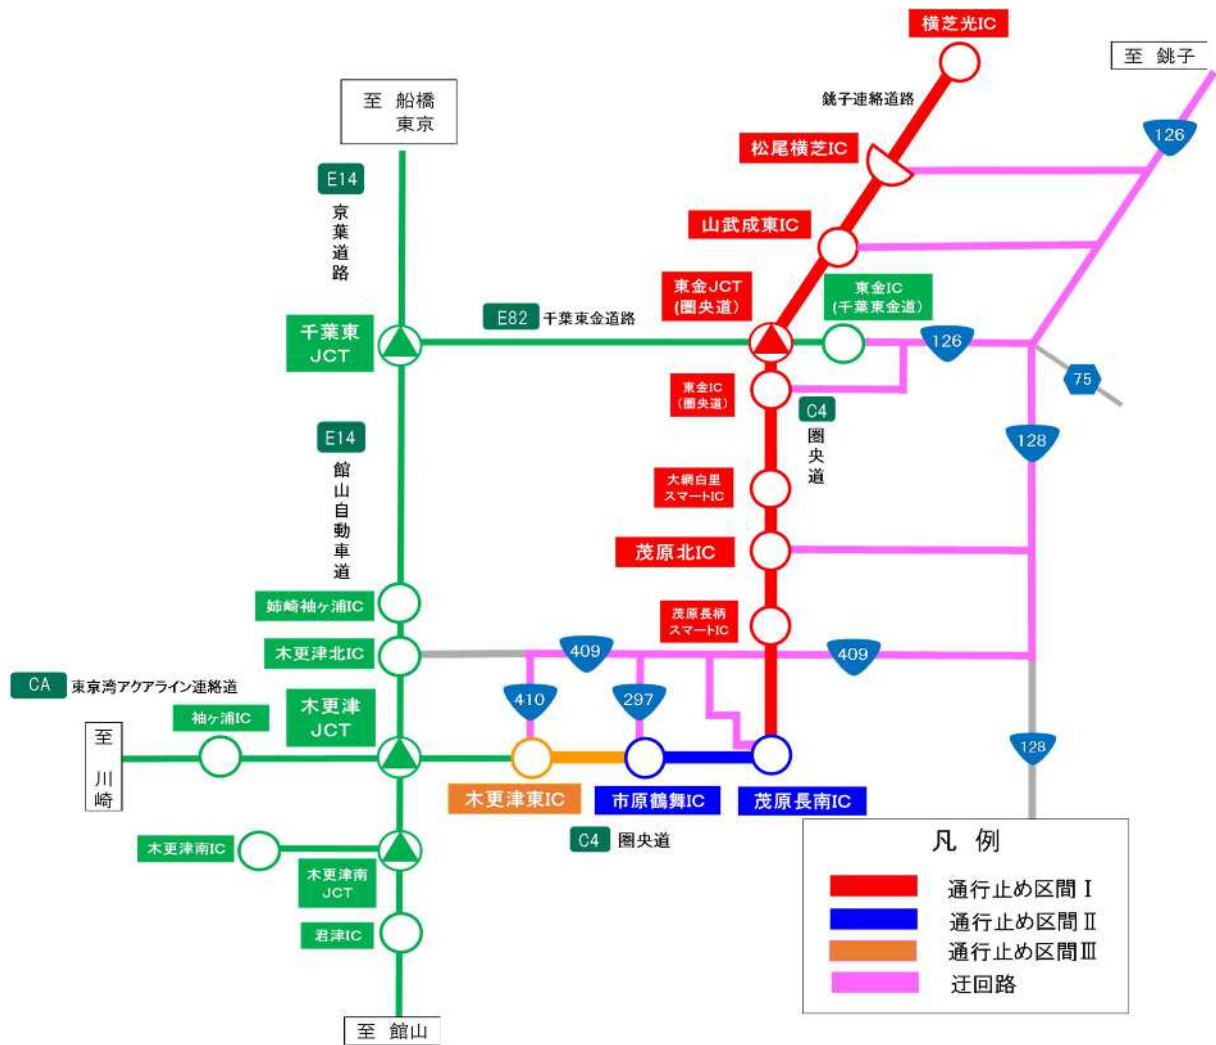 横芝光IC
至 銚子
銚子連絡道路
至 船橋
東京
126
松尾横芝IC
E14
京葉道路
山武成東IC
東金JCT
(圏央道)
東金IC
(千葉東金道)
E82 千葉東金道路
千葉東
JCT
126
東金IC
(圏央道)
75
C4
圏央道
E14
館山自動車道
128
大網白里
スマートIC
茂原北IC
姉崎袖ヶ浦IC
茂原長柄
スマートIC
木更津北IC
409
409
CA 東京湾アクアライン連絡道
袖ヶ浦IC
木更津
JCT
410
297
至 川崎
128
木更津東IC
市原鶴舞IC
茂原長南IC
C4 圏央道
木更津南IC
木更津南
JCT
君津IC
至 館山
凡 例
通行止め区間Ⅰ
通行止め区間Ⅱ
通行止め区間Ⅲ
迂回路